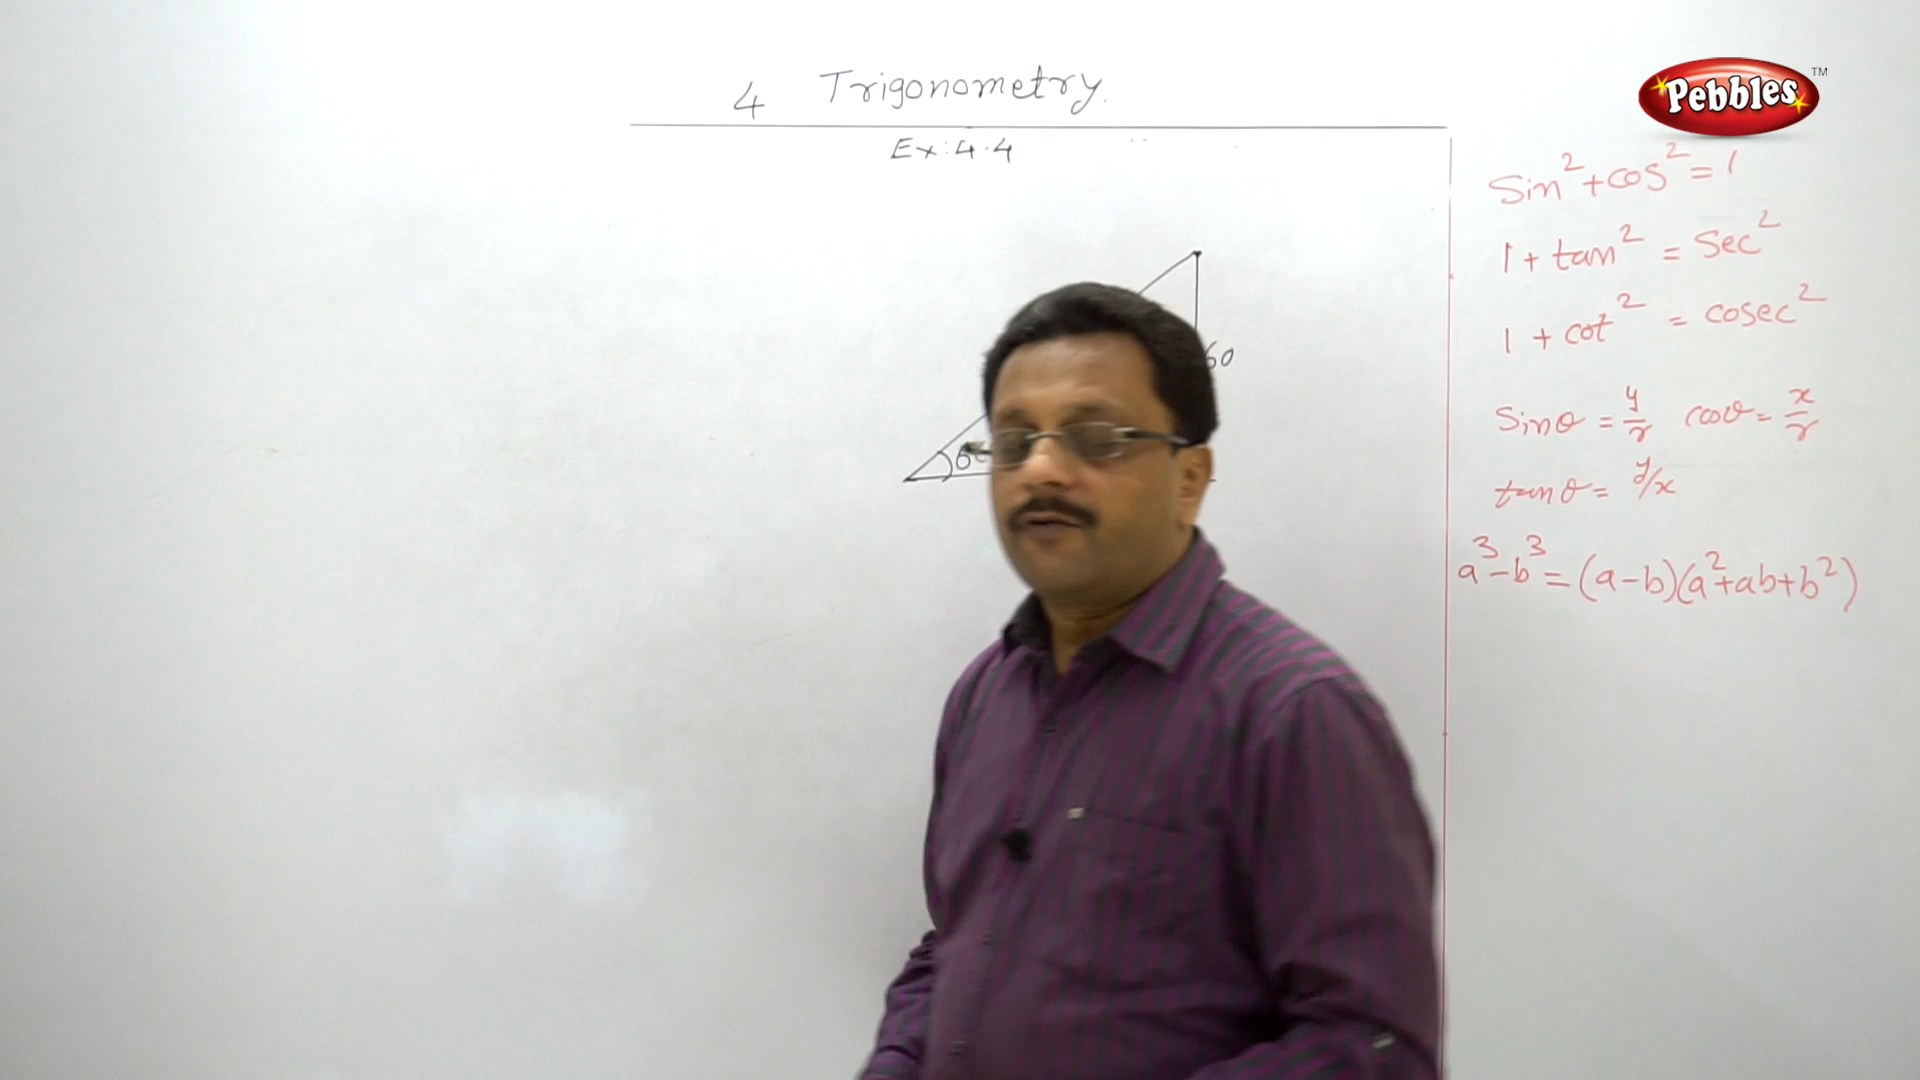 4 Trigonometry.
Ex: 4.4
Pebbles™
60
Sin² + cos² = 1
1 + tan² = Sec²
1 + cot² = cosec²
Sinθ = y/r cosθ = x/r
tanθ = y/x
a³-b³ = (a-b)(a²+ab+b²)